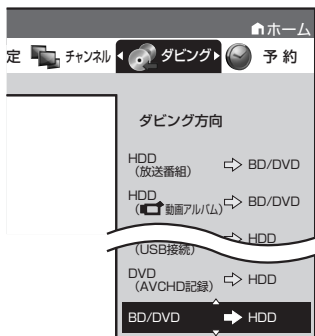 ホーム
定 チャンネル ダビング 予約
ダビング方向
HDD
（放送番組） BD/DVD
HDD
（動画アルバム） BD/DVD
（USB接続） HDD
DVD
（AVCHD記録） HDD
BD/DVD HDD